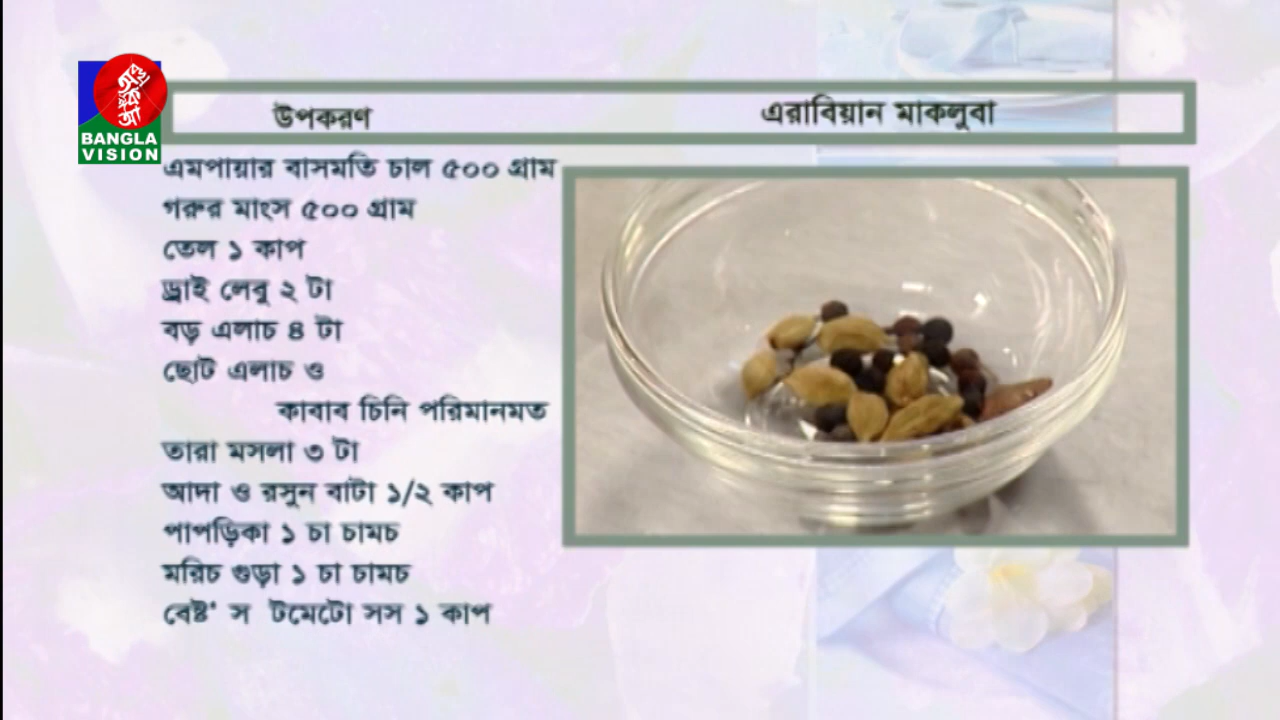 BANGLA
VISION
উপকরণ
এরাবিয়ান মাকলুবা
এমপায়ার বাসমতি চাল ৫০০ গ্রাম
গরুর মাংস ৫০০ গ্রাম
তেল ১ কাপ
ড্রাই লেবু ২ টা
বড় এলাচ ৪ টা
ছোট এলাচ ও
কাবাব চিনি পরিমানমত
তারা মসলা ৩ টা
আদা ও রসুন বাটা ১/২ কাপ
পাপড়িকা ১ চা চামচ
মরিচ গুড়া ১ চা চামচ
বেষ্ট' স টমেটো সস ১ কাপ